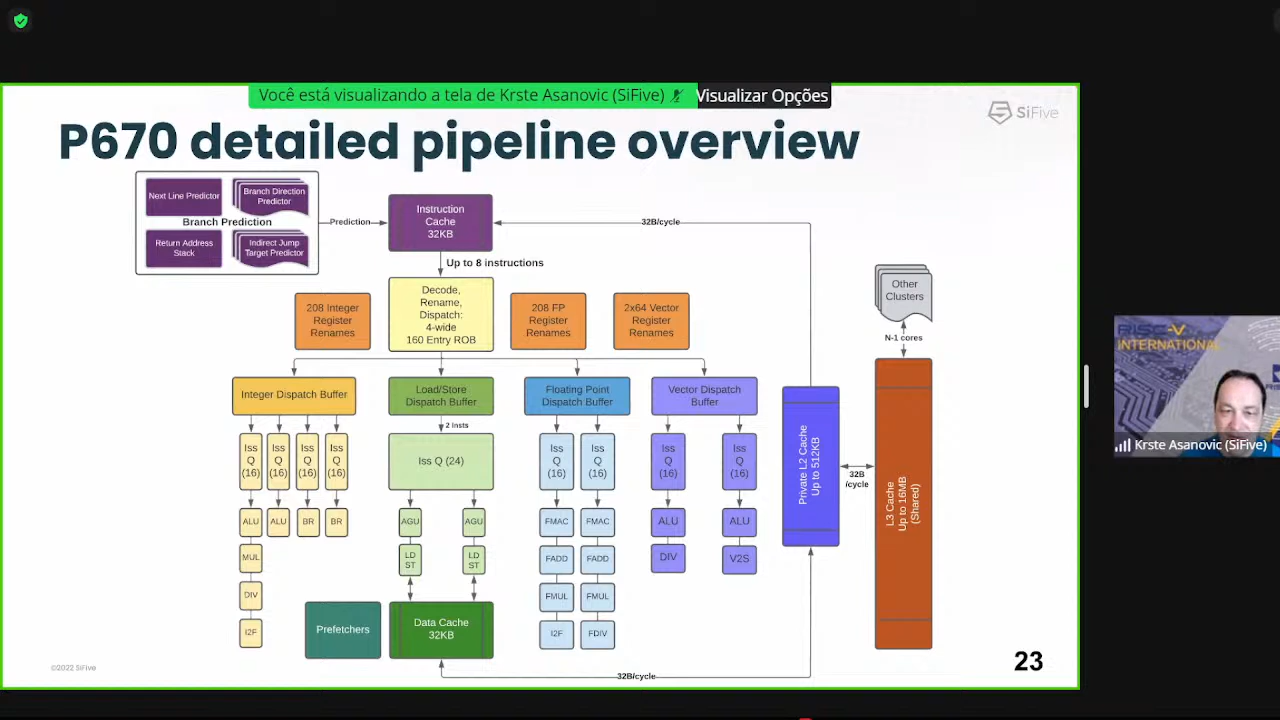 Você está visualizando a tela de Krste Asanovic (SiFive)
Visualizar Opções
SiFive
P670 detailed pipeline overview
Next Line Predictor
Branch Direction
Predictor
Branch Prediction
Return Address
Stack
Indirect Jump
Target Predictor
Prediction
Instruction
Cache
32KB
32B/cycle
Up to 8 instructions
208 Integer
Register
Renames
Decode,
Rename,
Dispatch:
4-wide
160 Entry ROB
208 FP
Register
Renames
2x64 Vector
Register
Renames
Other
Clusters
N-1 cores
Integer Dispatch Buffer
Load/Store
Dispatch Buffer
Floating Point
Dispatch Buffer
Vector Dispatch
Buffer
2 Insts
Iss
Q
(16)
Iss
Q
(16)
Iss
Q
(16)
Iss
Q
(16)
Iss Q (24)
Iss
Q
(16)
Iss
Q
(16)
Iss
Q
(16)
Iss
Q
(16)
ALU
ALU
BR
BR
AGU
AGU
FMAC
FMAC
ALU
ALU
MUL
LD
ST
LD
ST
FADD
FADD
DIV
V2S
DIV
FMUL
FMUL
I2F
I2F
FDIV
Prefetchers
Data Cache
32KB
32B/cycle
Private L2 Cache
Up to 512KB
32B
/cycle
L3 Cache
Up to 16MB
(Shared)
©2022 SiFive
23
RISC-V
INTERNATIONAL
Krste Asanovic (SiFive)